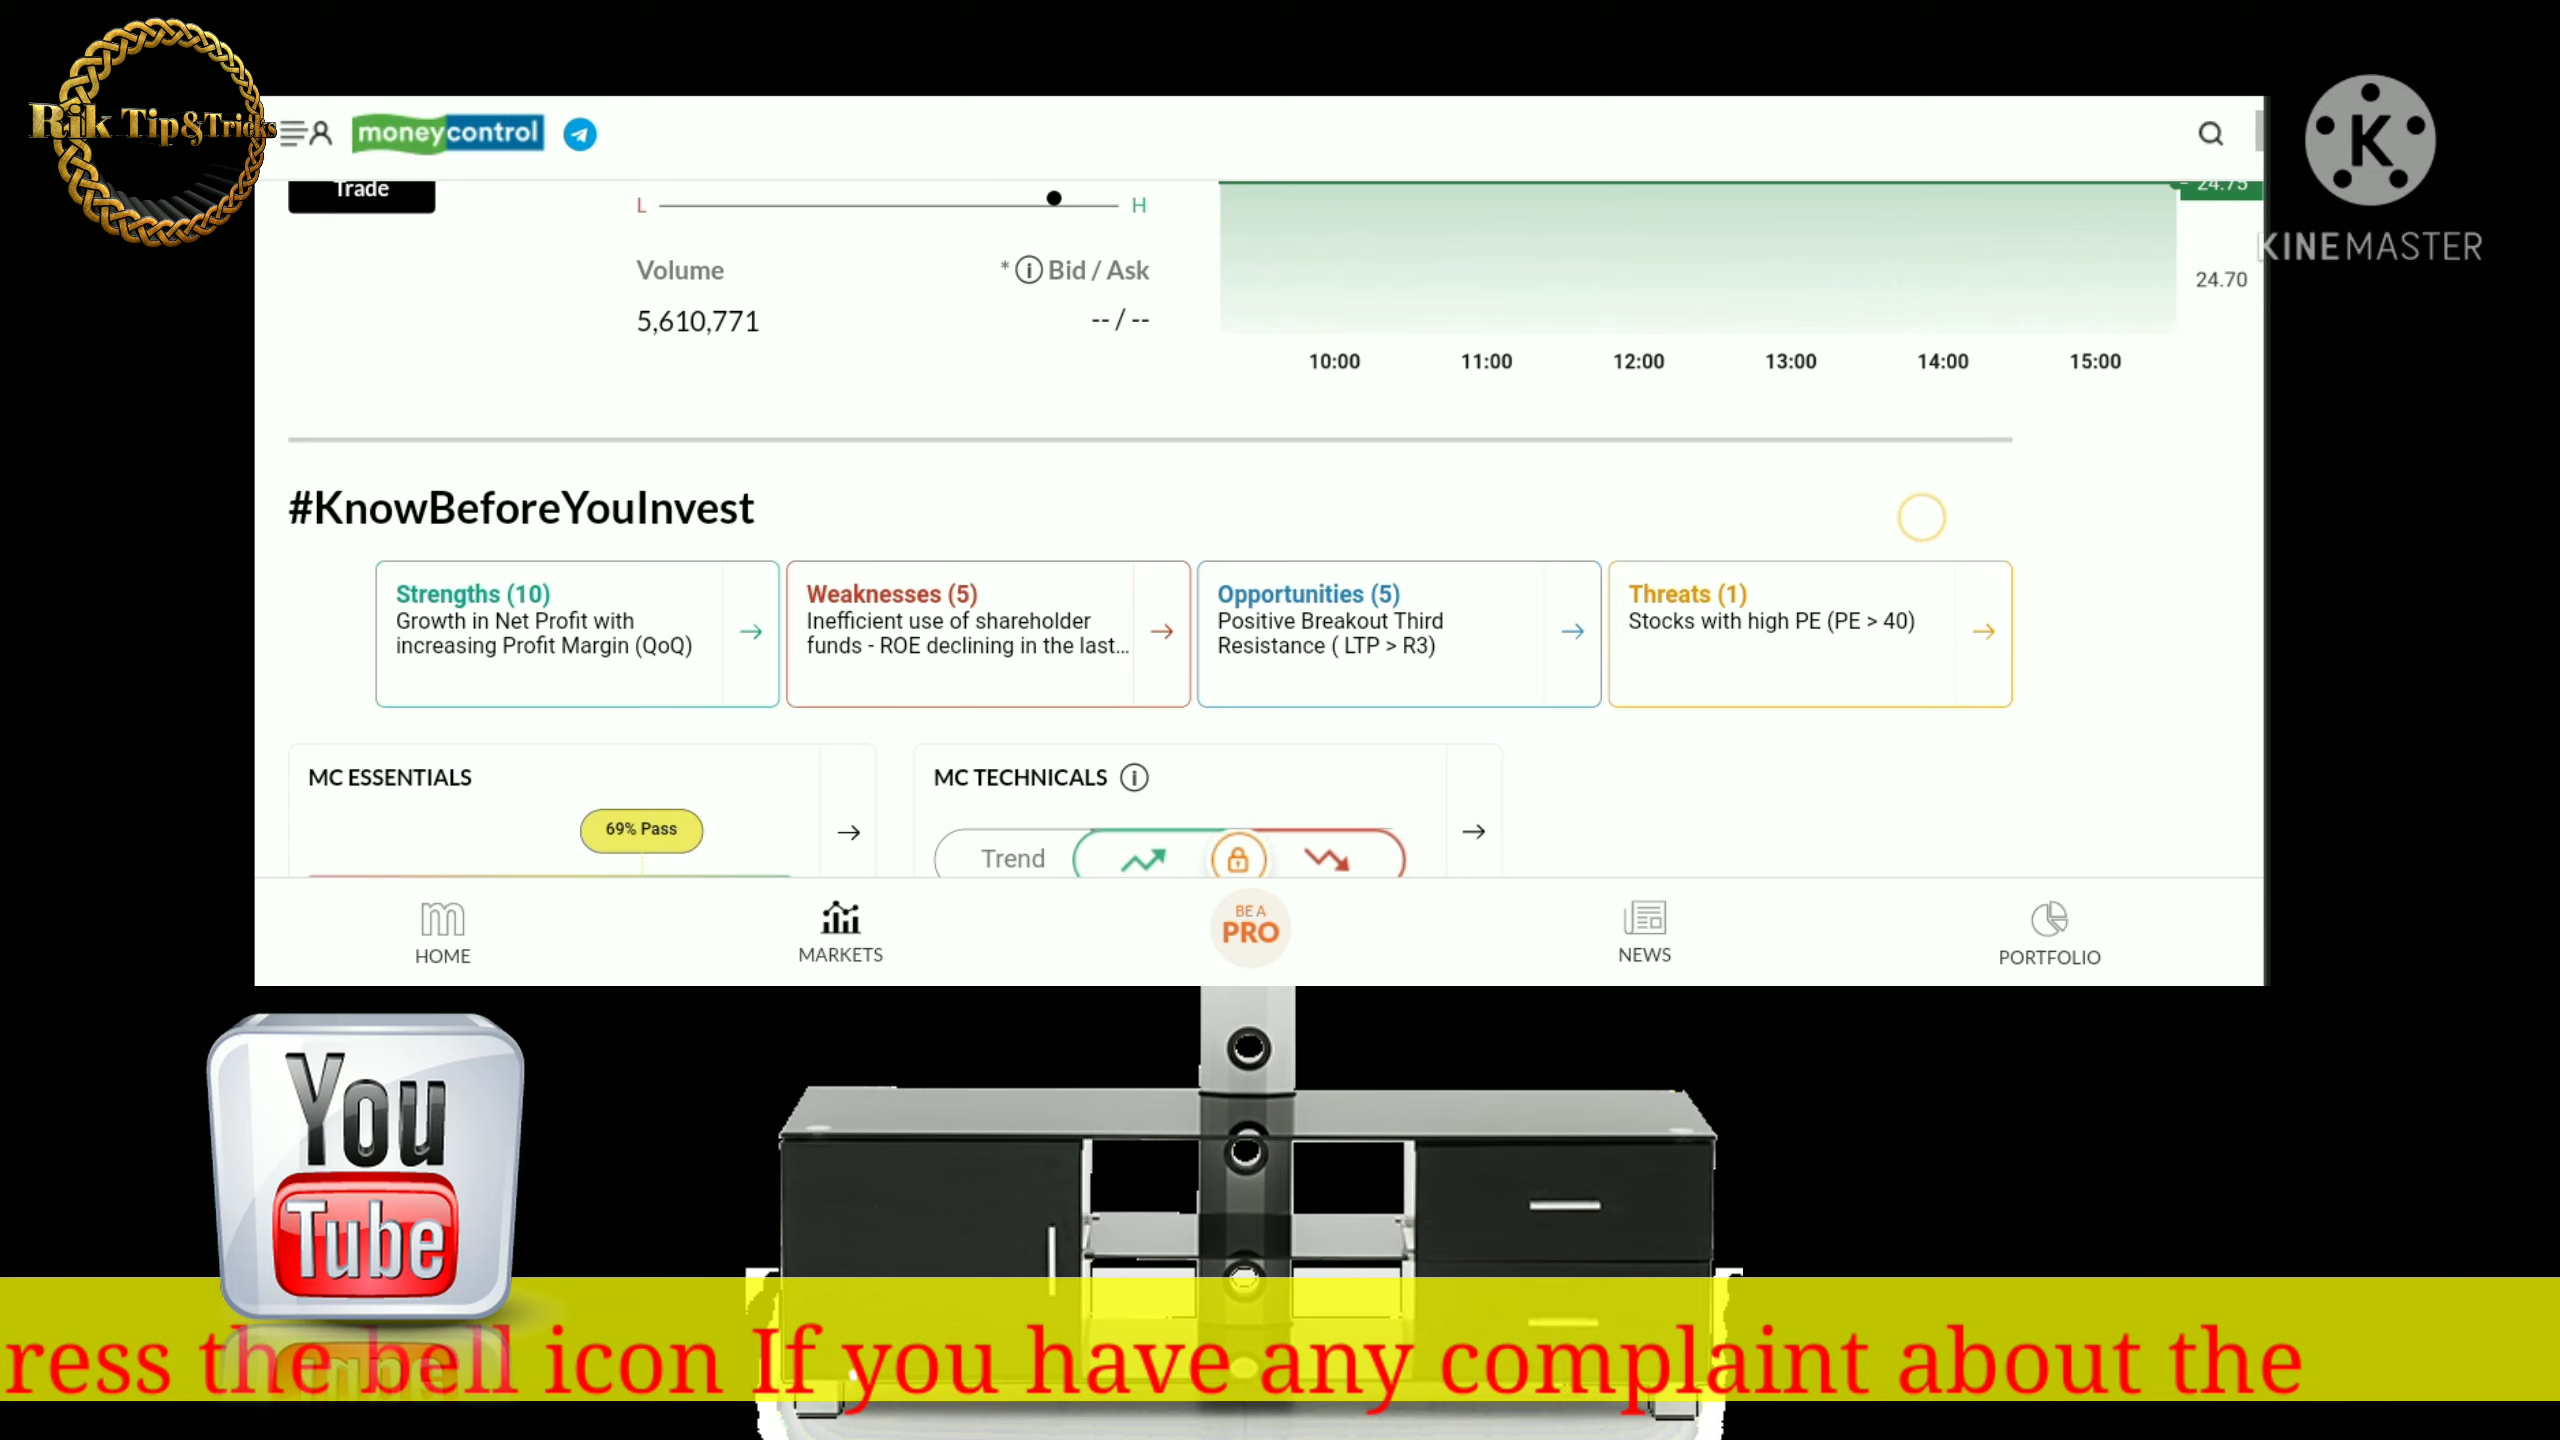 Rik Tip&Tricks
moneycontrol
K
KINEMASTER
Trade
L
H
24.75
Volume
* i Bid / Ask
24.70
5,610,771
-- / --
10:00 11:00 12:00 13:00 14:00 15:00
#KnowBeforeYouInvest
Strengths (10)
Growth in Net Profit with
increasing Profit Margin (QoQ)
Weaknesses (5)
Inefficient use of shareholder
funds - ROE declining in the last...
Opportunities (5)
Positive Breakout Third
Resistance ( LTP > R3)
Threats (1)
Stocks with high PE (PE > 40)
MC ESSENTIALS
69% Pass
MC TECHNICALS i
Trend
HOME
MARKETS
BE A
PRO
NEWS
PORTFOLIO
You
Tube
ress the bell icon If you have any complaint about the